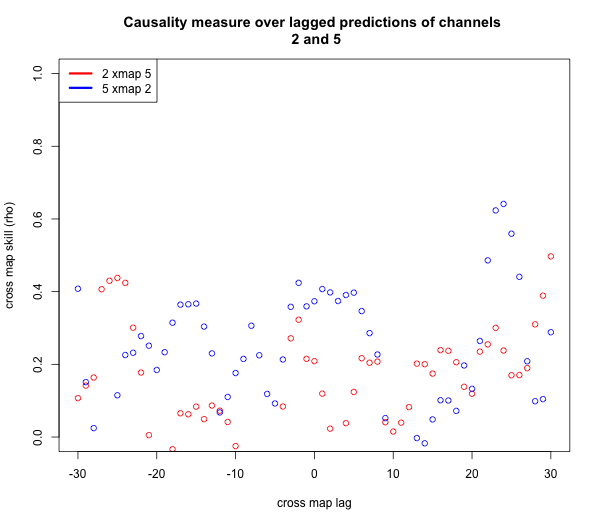 Causality measure over lagged predictions of channels
2 and 5
2 xmap 5
5 xmap 2
cross map skill (rho)
1.0
0.8
0.6
0.4
0.2
0.0
-30
-20
-10
0
10
20
30
cross map lag